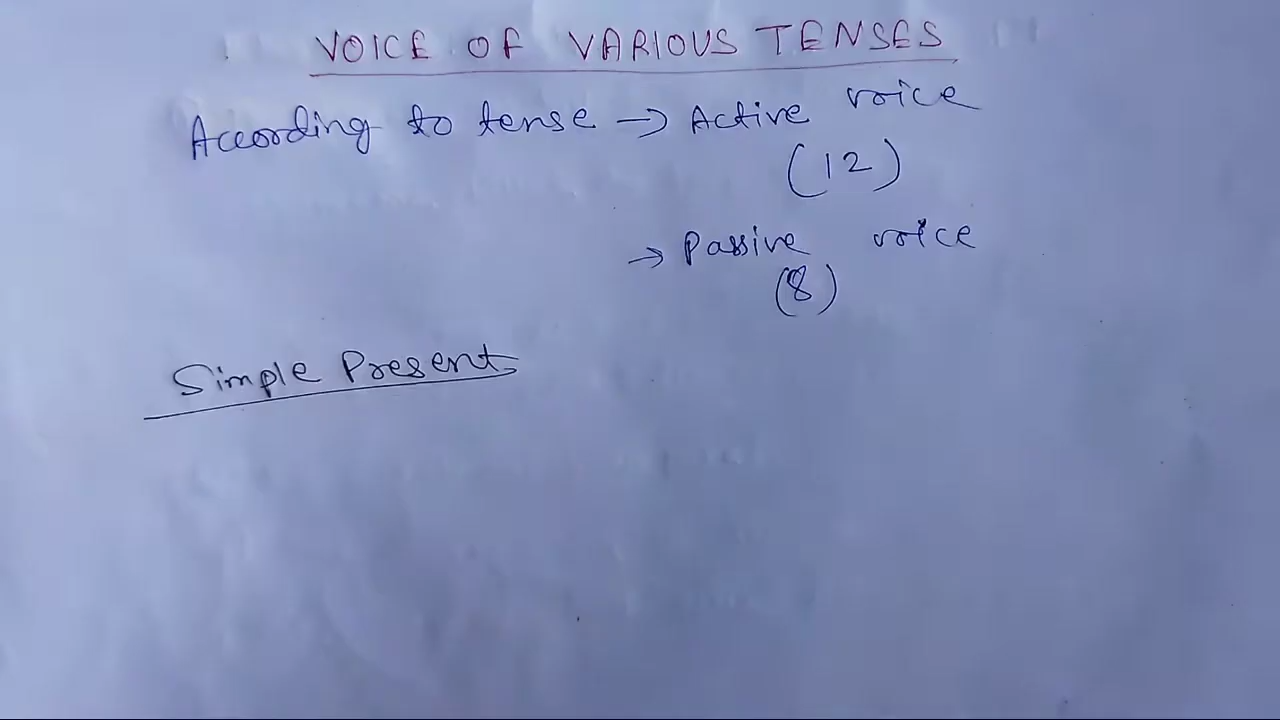 VOICE OF VARIOUS TENSES
According to tense → Active voice
(12)
→ Passive voice
(8)
Simple Present